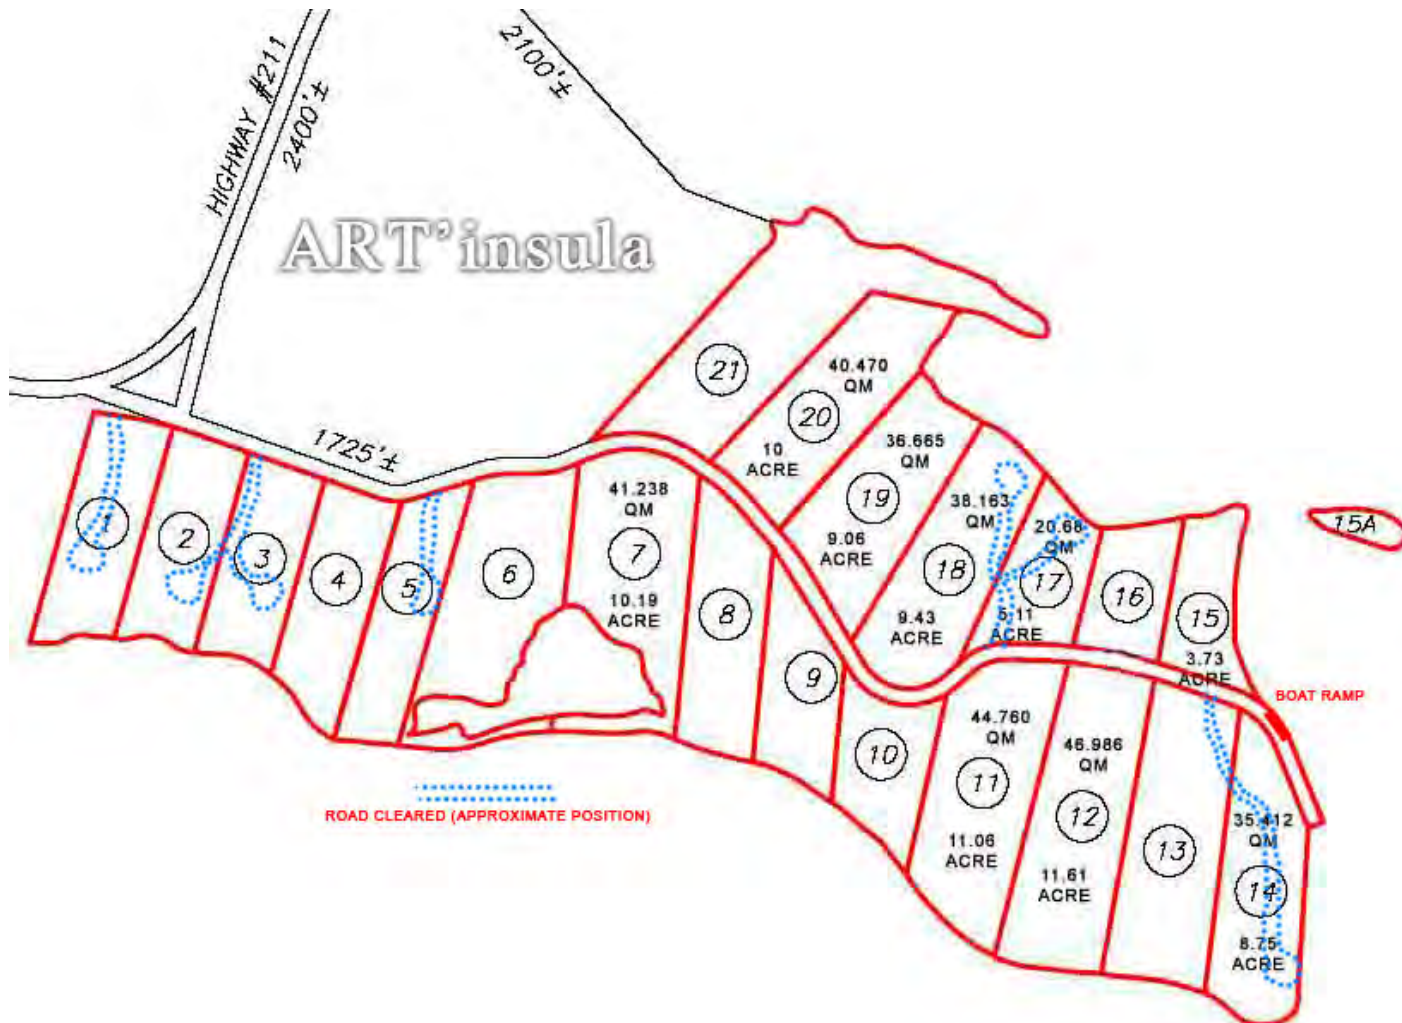 HIGHWAY #211
2400'±
2100'±
ART'insula
1725'±
21
40.470
QM
20
10
ACRE
36.665
QM
19
9.06
ACRE
38.163
QM
18
9.43
ACRE
20.68
QM
17
5.11
ACRE
16
15
3.73
ACRE
15A
BOAT RAMP
1
2
3
4
5
6
41.238
QM
7
10.19
ACRE
8
9
10
44.760
QM
11
11.06
ACRE
46.986
QM
12
11.61
ACRE
13
35.412
QM
14
8.75
ACRE
ROAD CLEARED (APPROXIMATE POSITION)